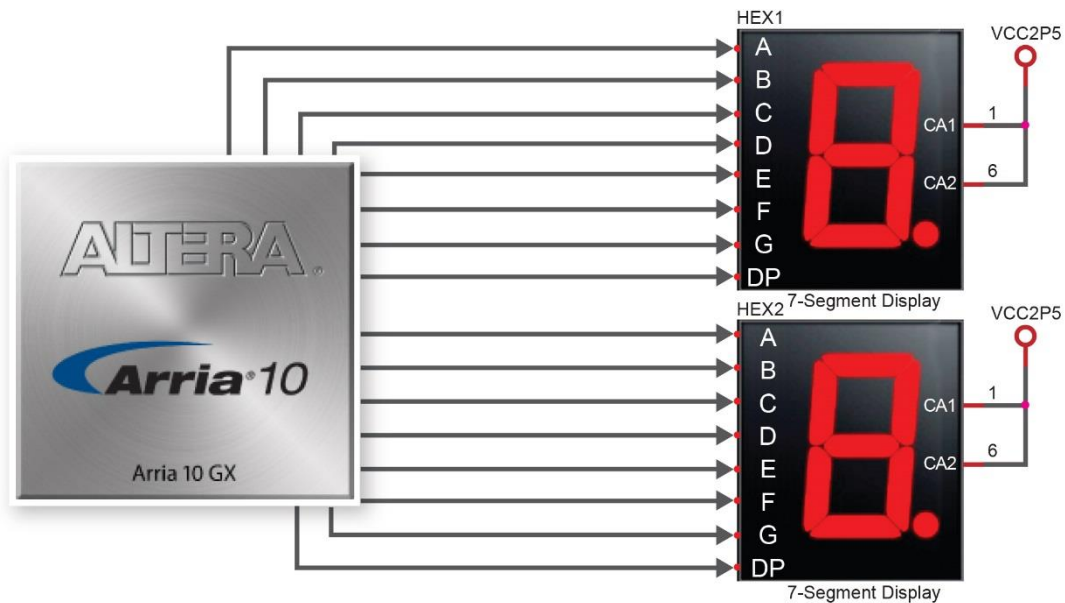 HEX1
A
B
C
D
E
F
G
DP
CA1
1
CA2
6
VCC2P5
7-Segment Display
ALTERA®
Arria® 10
Arria 10 GX
HEX2
A
B
C
D
E
F
G
DP
CA1
1
CA2
6
VCC2P5
7-Segment Display